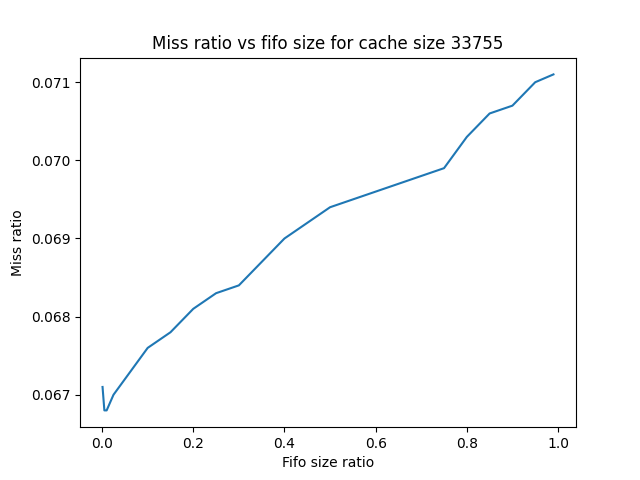 Miss ratio vs fifo size for cache size 33755
0.071
0.070
0.069
0.068
0.067
Miss ratio
0.0 0.2 0.4 0.6 0.8 1.0
Fifo size ratio